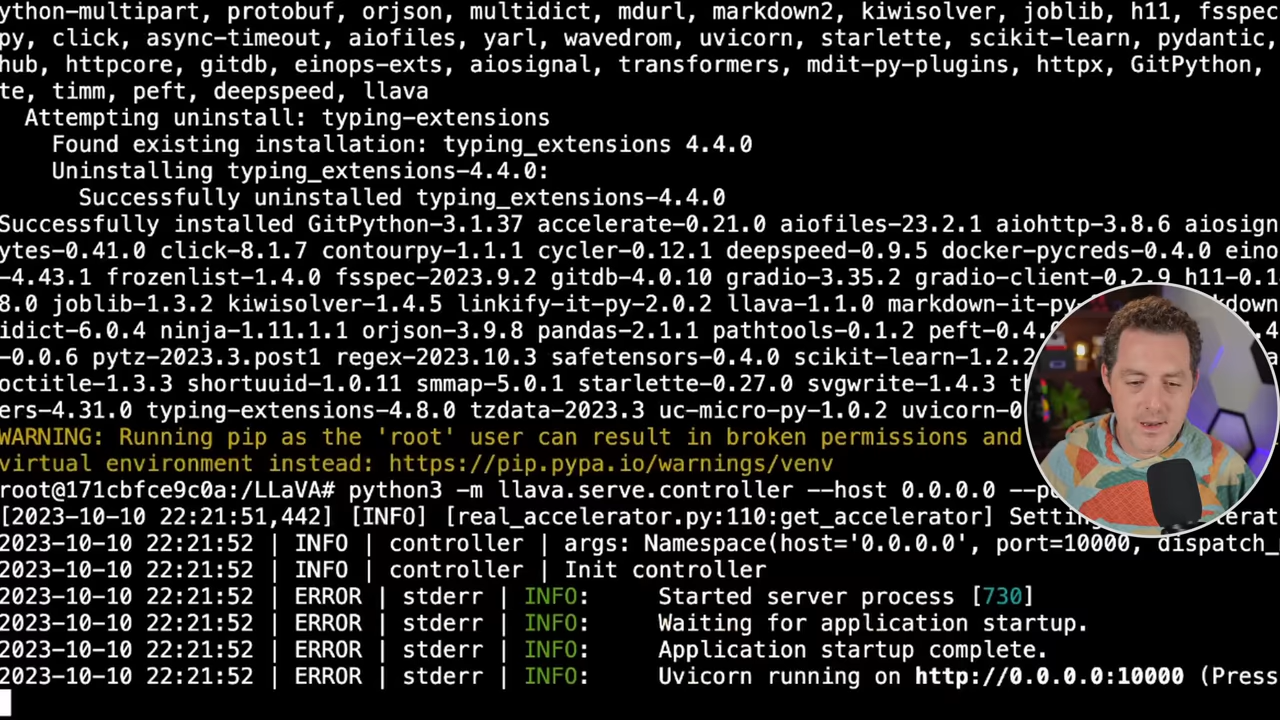 ython-multipart, protobuf, orjson, multidict, mdurl, markdown2, kiwisolver, joblib, h11, fsspec
py, click, async-timeout, aiofiles, yarl, wavedrom, uvicorn, starlette, scikit-learn, pydantic,
hub, httpcore, gitdb, einops-exts, aiosignal, transformers, mdit-py-plugins, httpx, GitPython,
te, timm, peft, deepspeed, llava
Attempting uninstall: typing-extensions
Found existing installation: typing_extensions 4.4.0
Uninstalling typing_extensions-4.4.0:
Successfully uninstalled typing_extensions-4.4.0
Successfully installed GitPython-3.1.37 accelerate-0.21.0 aiofiles-23.2.1 aiohttp-3.8.6 aiosign
ytes-0.41.0 click-8.1.7 contourpy-1.1.1 cycler-0.12.1 deepspeed-0.9.5 docker-pycreds-0.4.0 eino
-4.43.1 frozenlist-1.4.0 fsspec-2023.9.2 gitdb-4.0.10 gradio-3.35.2 gradio-client-0.2.9 h11-0.1
8.0 joblib-1.3.2 kiwisolver-1.4.5 linkify-it-py-2.0.2 llava-1.1.0 markdown-it-py- kdown
idict-6.0.4 ninja-1.11.1.1 orjson-3.9.8 pandas-2.1.1 pathtools-0.1.2 peft-0.4.
-0.0.6 pytz-2023.3.post1 regex-2023.10.3 safetensors-0.4.0 scikit-learn-1.2.2
octitle-1.3.3 shortuuid-1.0.11 smmap-5.0.1 starlette-0.27.0 svgwrite-1.4.3 th
ers-4.31.0 typing-extensions-4.8.0 tzdata-2023.3 uc-micro-py-1.0.2 uvicorn-0
WARNING: Running pip as the 'root' user can result in broken permissions and
virtual environment instead: https://pip.pypa.io/warnings/venv
root@171cbfce9c0a:/LLaVA# python3 -m llava.serve.controller --host 0.0.0.0 --po
[2023-10-10 22:21:51,442] [INFO] [real_accelerator.py:110:get_accelerator] Setting lerat
2023-10-10 22:21:52 | INFO | controller | args: Namespace(host='0.0.0.0', port=10000, dispatch_
2023-10-10 22:21:52 | INFO | controller | Init controller
2023-10-10 22:21:52 | ERROR | stderr | INFO: Started server process [730]
2023-10-10 22:21:52 | ERROR | stderr | INFO: Waiting for application startup.
2023-10-10 22:21:52 | ERROR | stderr | INFO: Application startup complete.
2023-10-10 22:21:52 | ERROR | stderr | INFO: Uvicorn running on http://0.0.0.0:10000 (Press